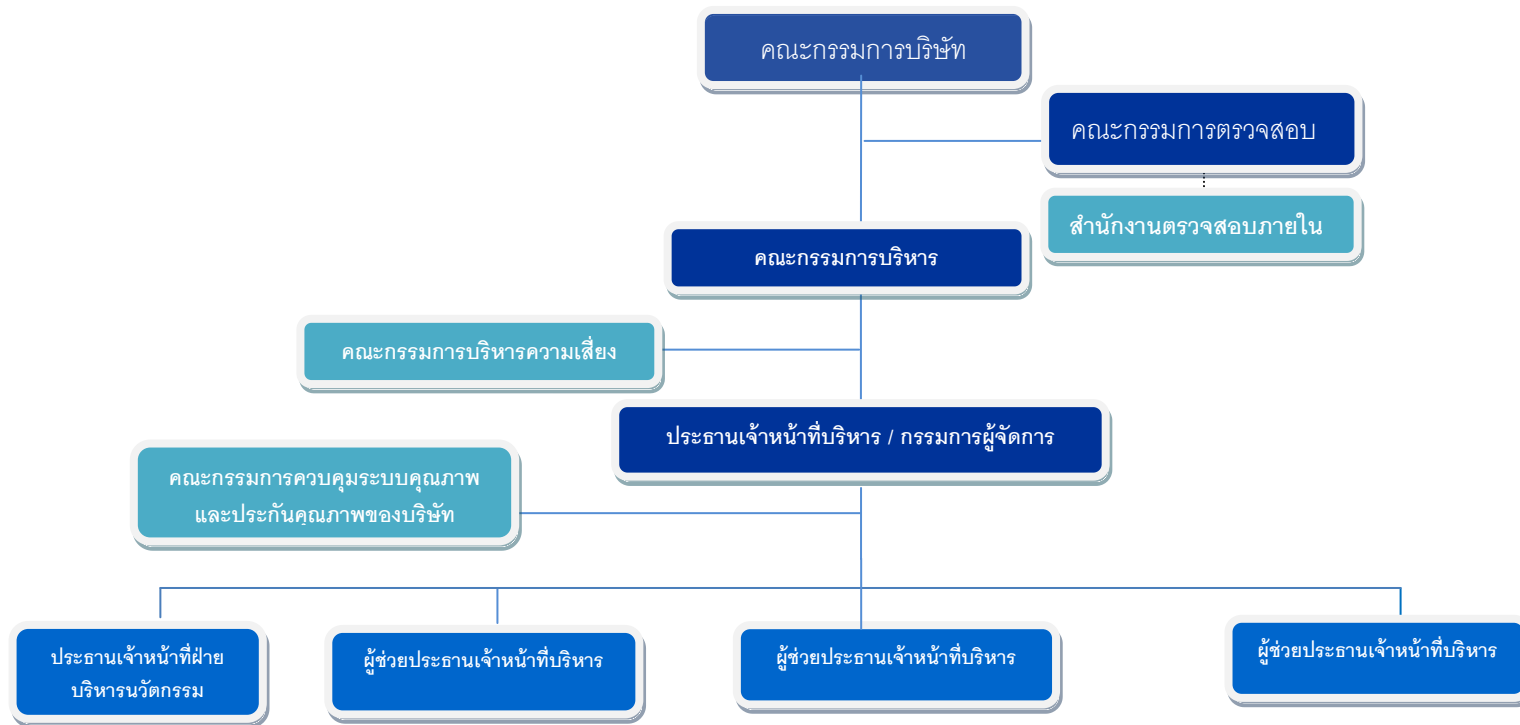 คณะกรรมการบริษัท
คณะกรรมการตรวจสอบ
สำนักงานตรวจสอบภายใน
คณะกรรมการบริหาร
คณะกรรมการบริหารความเสี่ยง
ประธานเจ้าหน้าที่บริหาร / กรรมการผู้จัดการ
คณะกรรมการควบคุมระบบคุณภาพ
และประกันคุณภาพของบริษัท
ประธานเจ้าหน้าที่ฝ่าย
บริหารนวัตกรรม
ผู้ช่วยประธานเจ้าหน้าที่บริหาร
ผู้ช่วยประธานเจ้าหน้าที่บริหาร
ผู้ช่วยประธานเจ้าหน้าที่บริหาร